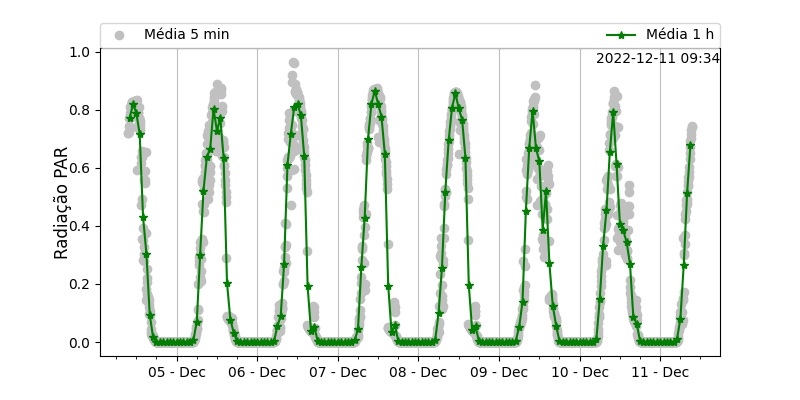 Média 5 min
Média 1 h
2022-12-11 09:34
Radiação PAR
1.0
0.8
0.6
0.4
0.2
0.0
05 - Dec
06 - Dec
07 - Dec
08 - Dec
09 - Dec
10 - Dec
11 - Dec